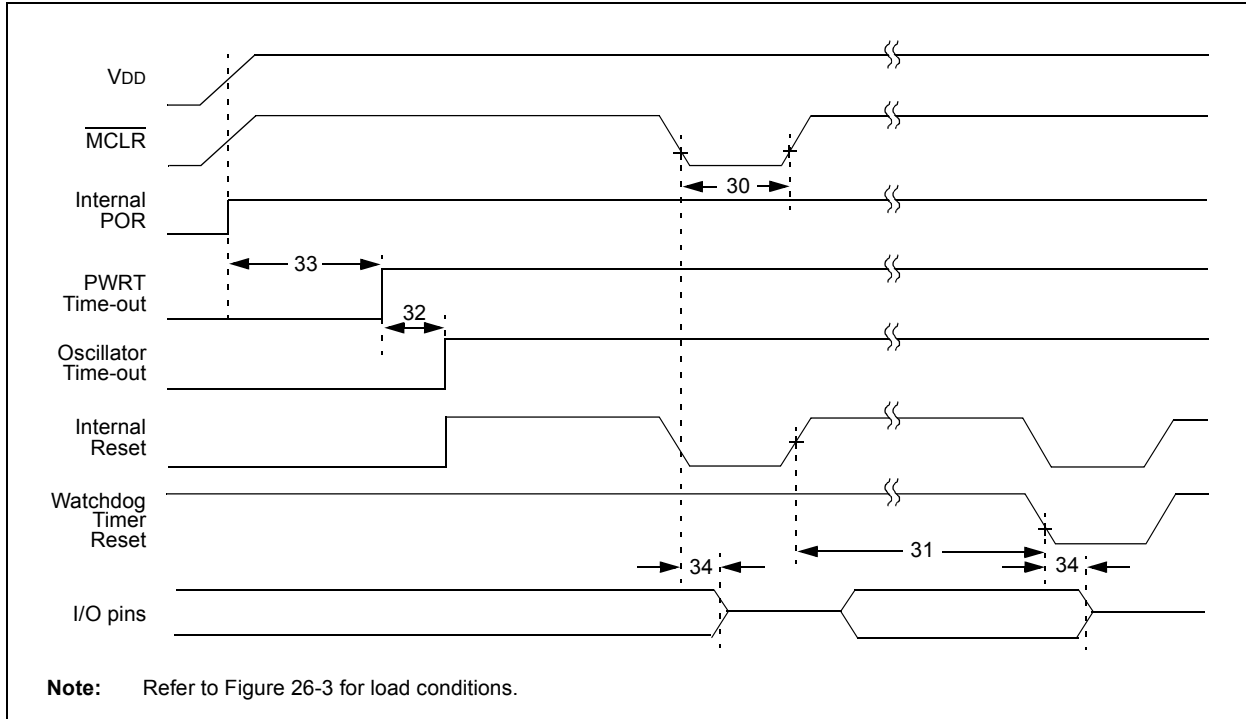 VDD
MCLR
Internal
POR
PWRT
Time-out
Oscillator
Time-out
Internal
Reset
Watchdog
Timer
Reset
I/O pins
33
32
30
31
34
34
Note: Refer to Figure 26-3 for load conditions.